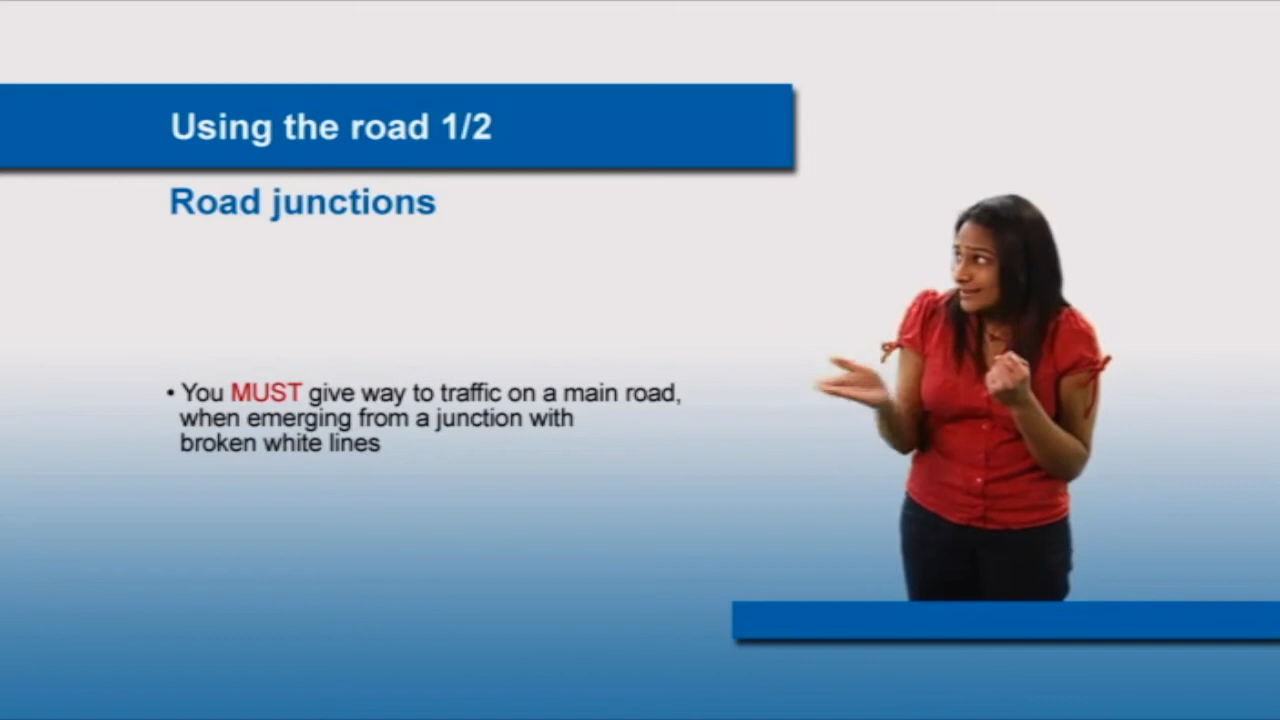 Using the road 1/2
Road junctions
• You MUST give way to traffic on a main road,
when emerging from a junction with
broken white lines